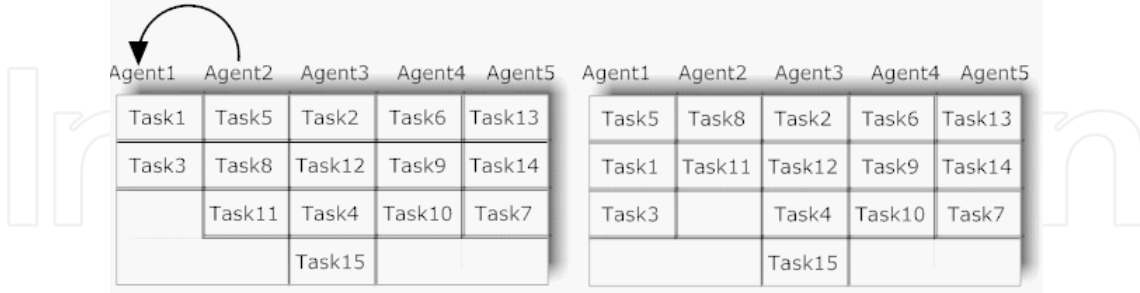 Agent1 Agent2 Agent3 Agent4 Agent5
Task1 Task5 Task2 Task6 Task13
Task3 Task8 Task12 Task9 Task14
Task11 Task4 Task10 Task7
Task15
Agent1 Agent2 Agent3 Agent4 Agent5
Task5 Task8 Task2 Task6 Task13
Task1 Task11 Task12 Task9 Task14
Task3 Task4 Task10 Task7
Task15